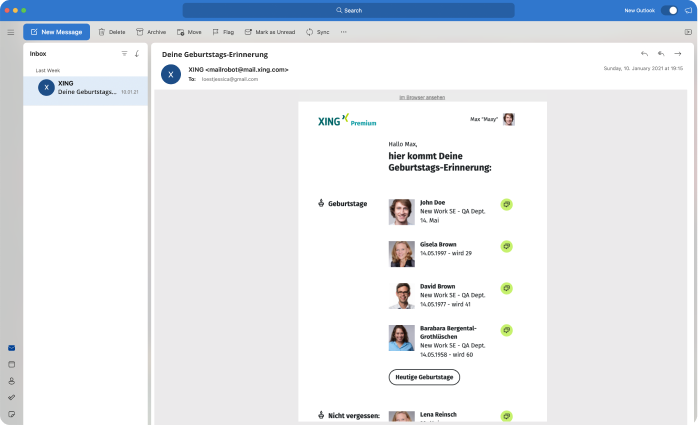 Search
New Outlook
New Message
Delete
Archive
Move
Flag
Mark as Unread
Sync
Inbox
Last Week
X
XING
Deine Geburtstags...
10.01.21
Deine Geburtstags-Erinnerung
X
XING <mailrobot@mail.xing.com>
To:
Sunday, 10. January 2021 at 19:15
Im Browser ansehen
XING Premium
Max "Maxy"
Hallo Max,
hier kommt Deine
Geburtstags-Erinnerung:
Geburtstage
John Doe
New Work SE - QA Dept.
14. Mai
Gisela Brown
14.05.1997 - wird 29
David Brown
New Work SE - QA Dept.
14.05.1977 - wird 41
Barabara Bergental-
Grothlüschen
New Work SE - QA Dept.
14.05.1958 - wird 60
Heutige Geburtstage
Nicht vergessen:
Lena Reinsch